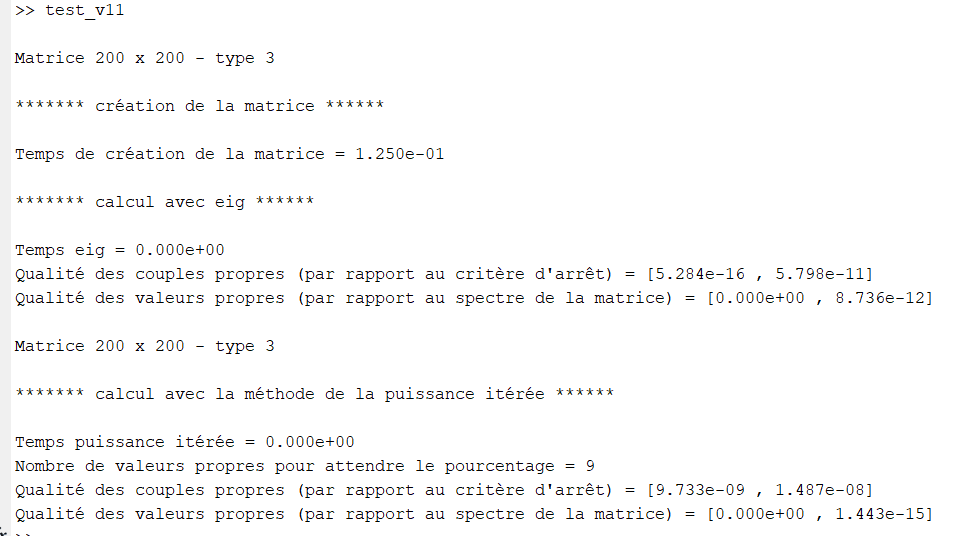 >> test_v11
Matrice 200 x 200 - type 3
******* création de la matrice ******
Temps de création de la matrice = 1.250e-01
******* calcul avec eig ******
Temps eig = 0.000e+00
Qualité des couples propres (par rapport au critère d'arrêt) = [5.284e-16 , 5.798e-11]
Qualité des valeurs propres (par rapport au spectre de la matrice) = [0.000e+00 , 8.736e-12]
Matrice 200 x 200 - type 3
******* calcul avec la méthode de la puissance itérée ******
Temps puissance itérée = 0.000e+00
Nombre de valeurs propres pour attendre le pourcentage = 9
Qualité des couples propres (par rapport au critère d'arrêt) = [9.733e-09 , 1.487e-08]
Qualité des valeurs propres (par rapport au spectre de la matrice) = [0.000e+00 , 1.443e-15]